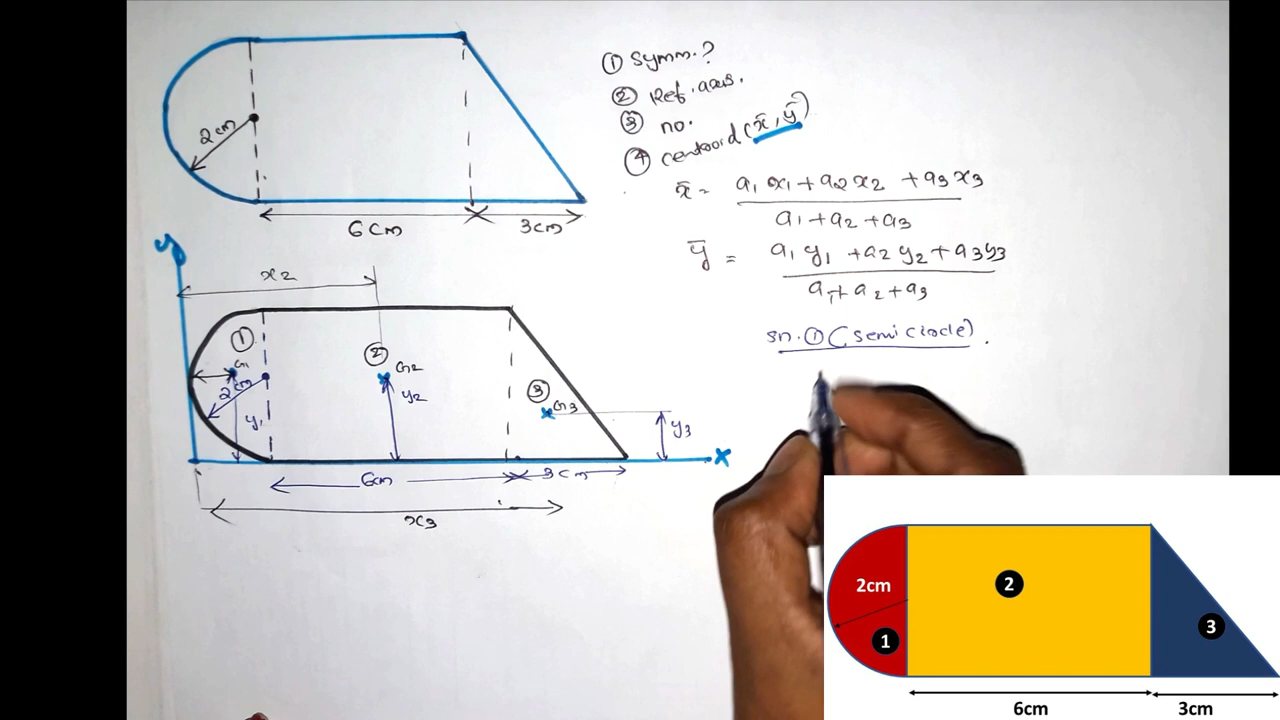 2cm
6cm
3cm
① Symm.?
② Ref. axis.
③ no.
④ centroid (x̄, ȳ)
x̄ = a₁x₁ + a₂x₂ + a₃x₃
a₁ + a₂ + a₃
ȳ = a₁y₁ + a₂y₂ + a₃y₃
a₁ + a₂ + a₃
sn. ① (semicircle).
y
x₂
①
②
③
G₁
G₂
G₃
2cm
y₁
y₂
y₃
x
6cm
3cm
x₃
2cm
1
2
3
6cm
3cm